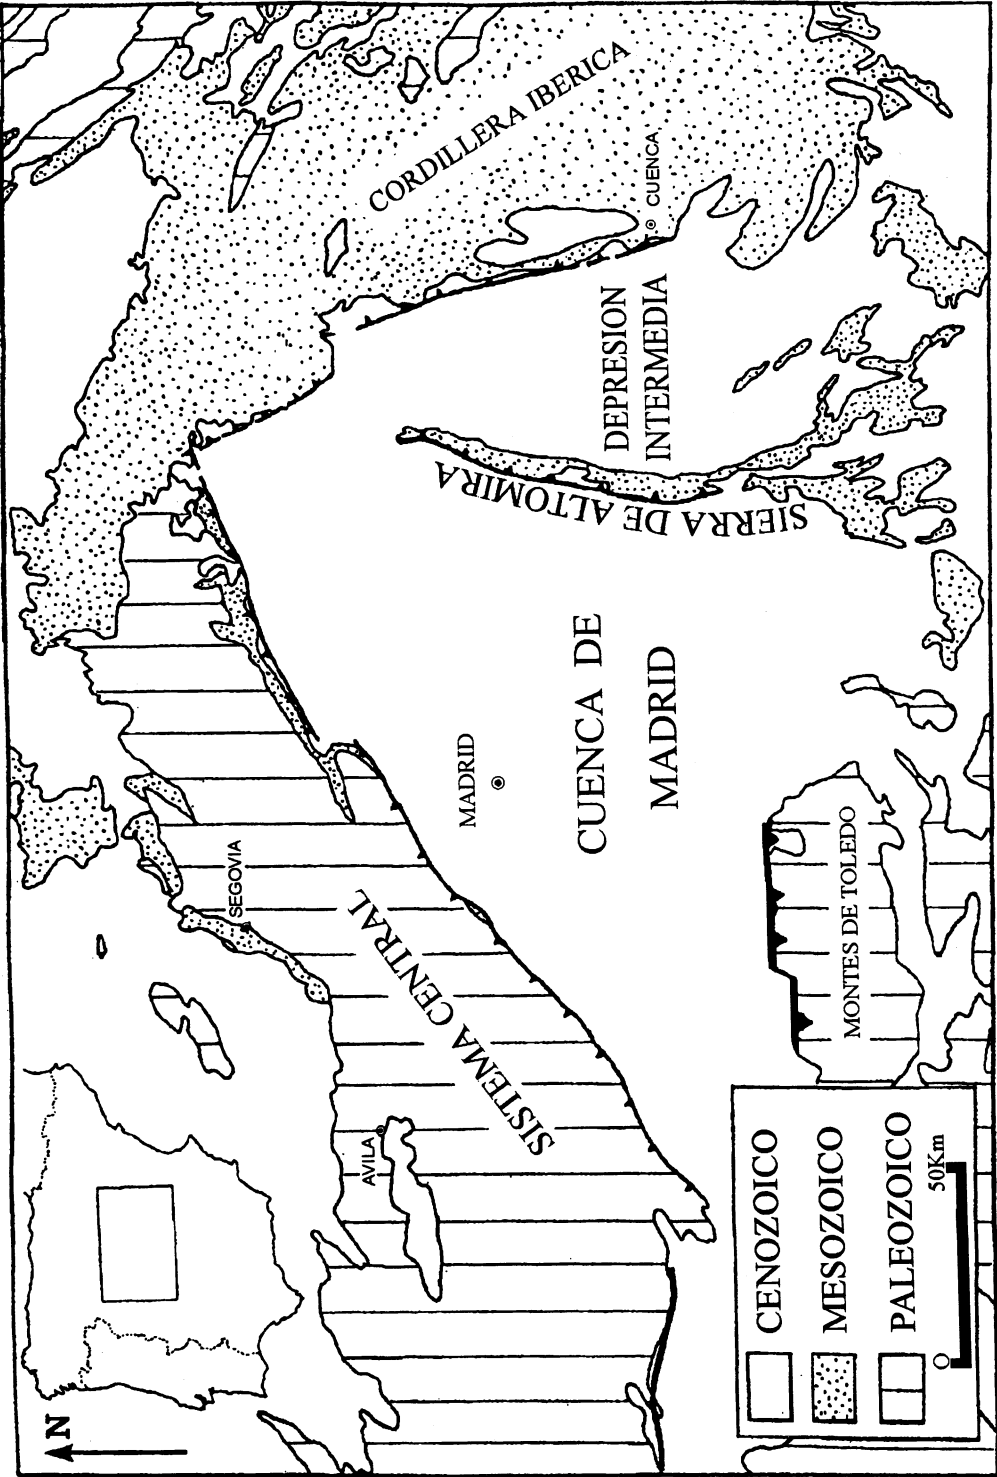 CORDILLERA IBERICA
CUENCA
DEPRESION
INTERMEDIA
SIERRA DE ALTOMIRA
CUENCA DE
MADRID
MADRID
SEGOVIA
SISTEMA CENTRAL
AVILA
MONTES DE TOLEDO
N
CENOZOICO
MESOZOICO
PALEOZOICO
O 50Km